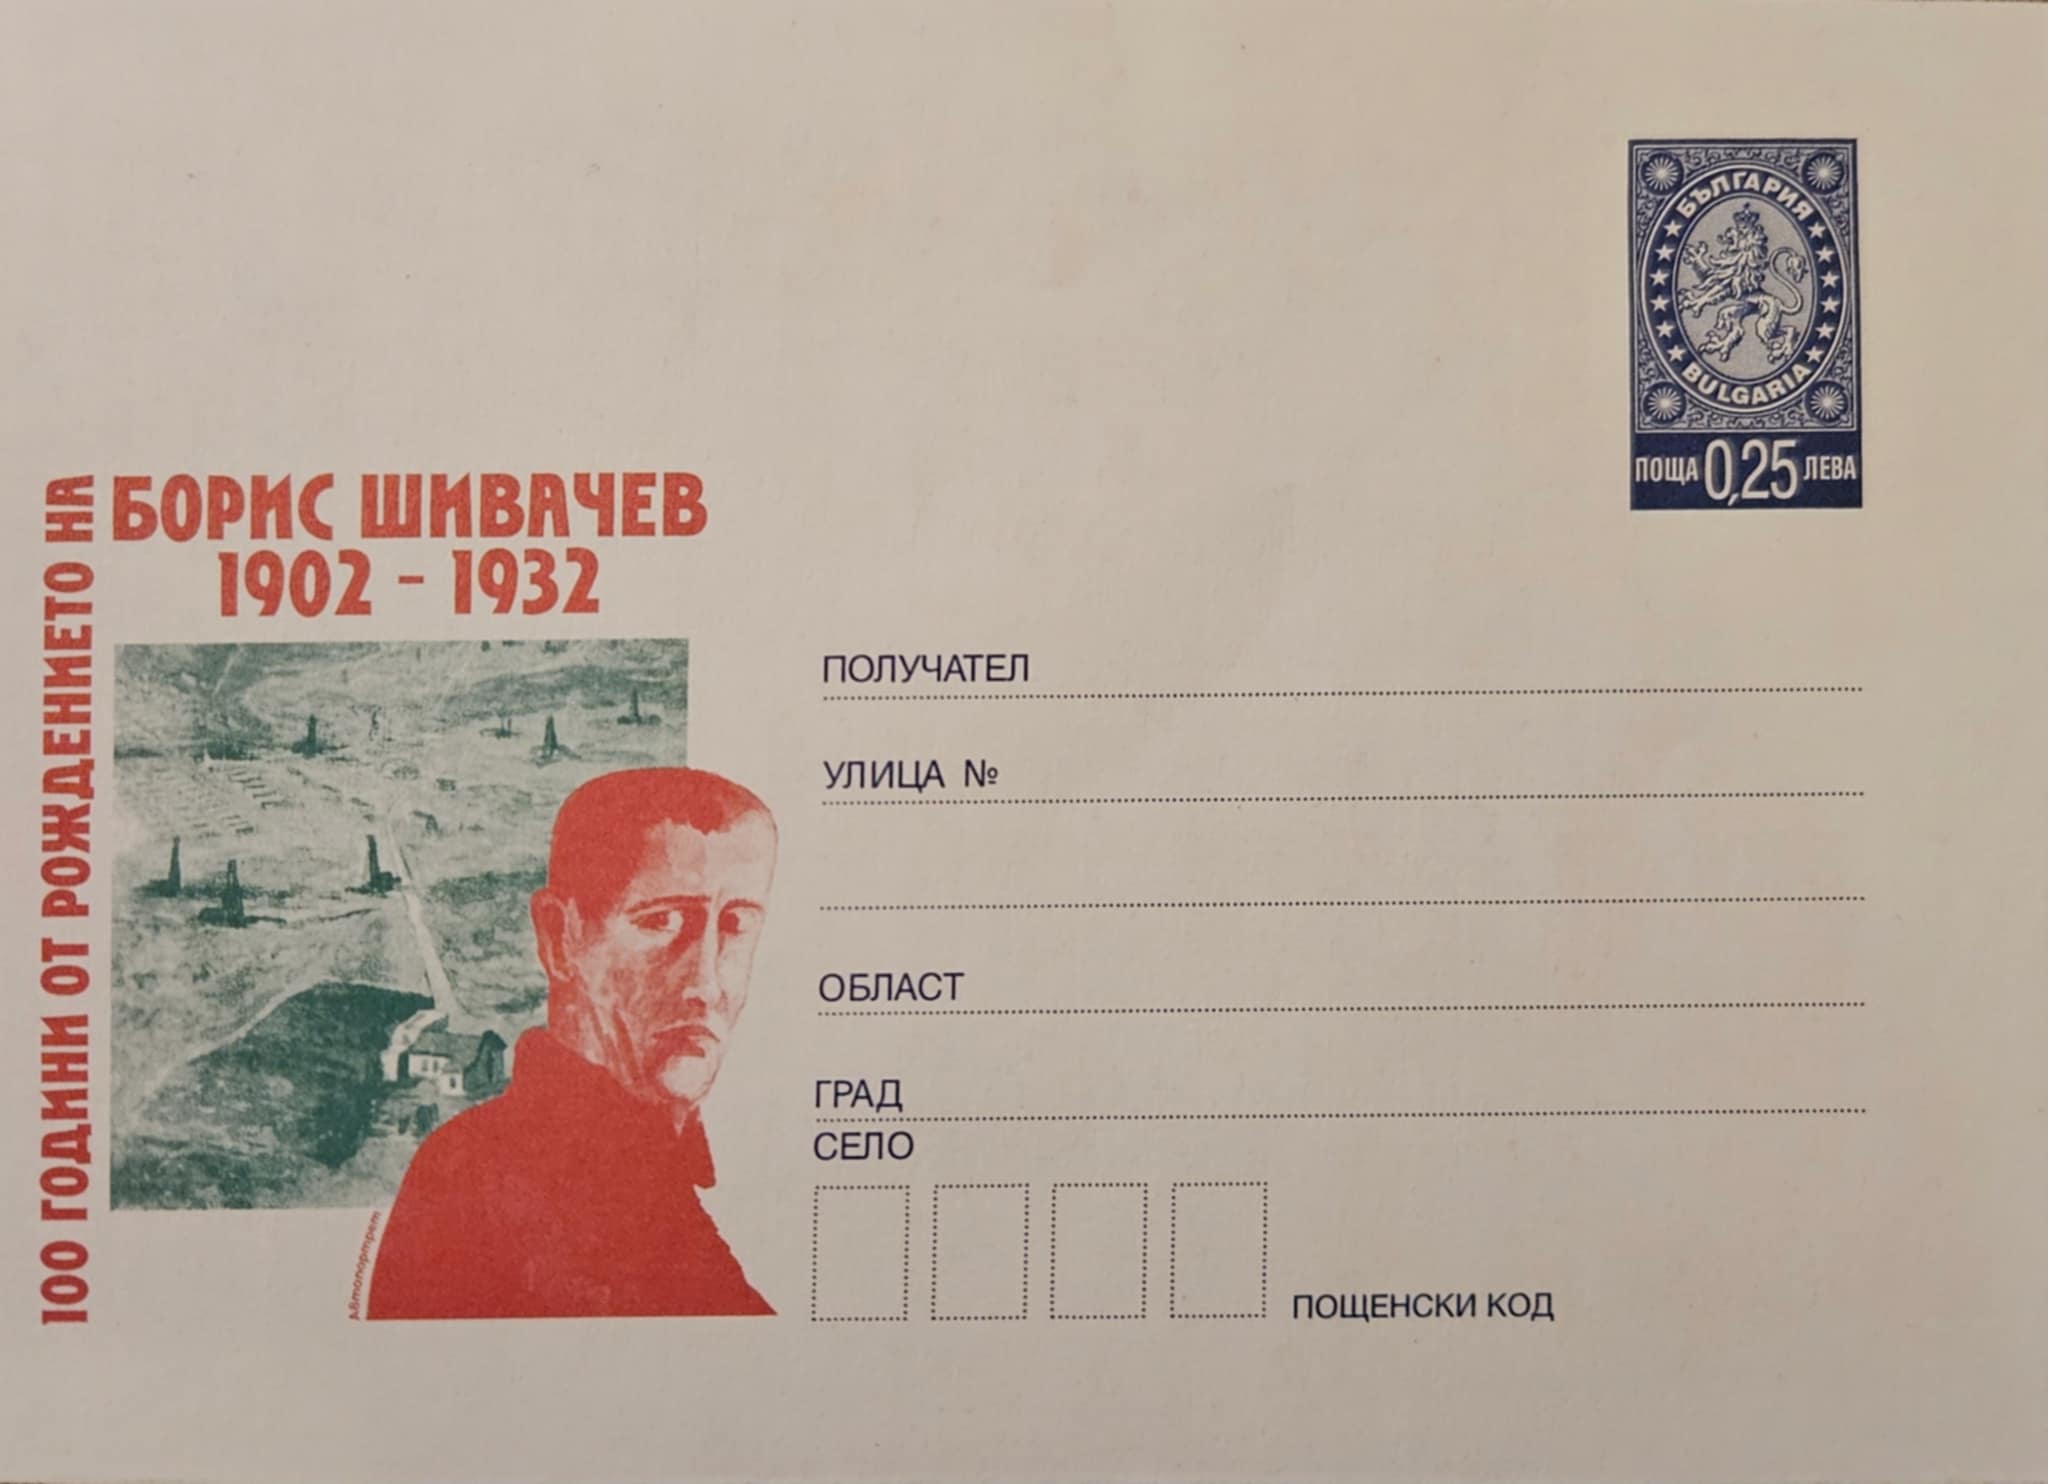 БЪЛГАРИЯ
BULGARIA
ПОЩА 0,25 ЛЕВА
100 ГОДИНИ ОТ РОЖДЕНИЕТО НА
БОРИС ШИВАЧЕВ
1902 - 1932
Автопортрет
ПОЛУЧАТЕЛ
УЛИЦА №
ОБЛАСТ
ГРАД
СЕЛО
ПОЩЕНСКИ КОД